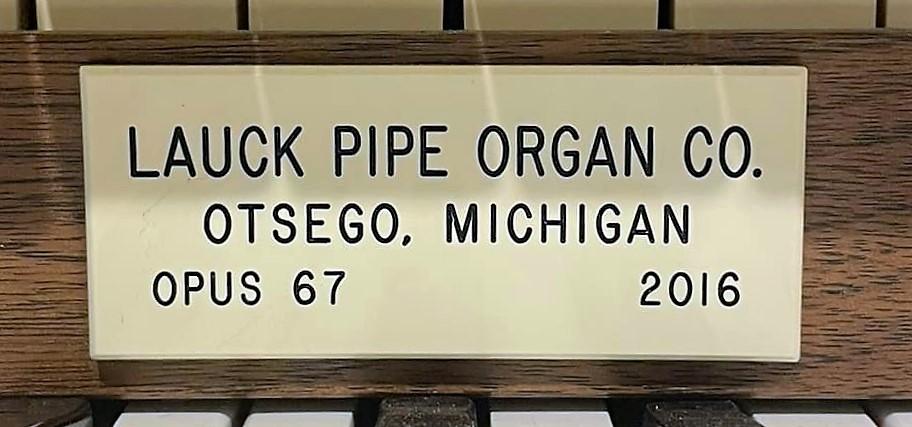 LAUCK PIPE ORGAN CO.
OTSEGO, MICHIGAN
OPUS 67 2016